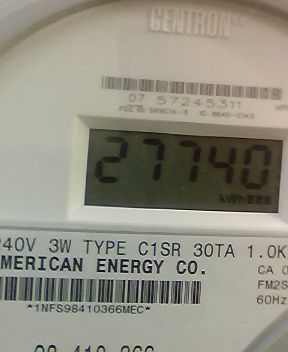 CENTRON
07 57245311
27740
kWh
240V 3W TYPE C1SR 30TA 1.0K
MERICAN ENERGY CO.
CA 0
FM2S
60Hz
*1NFS98410366MEC*